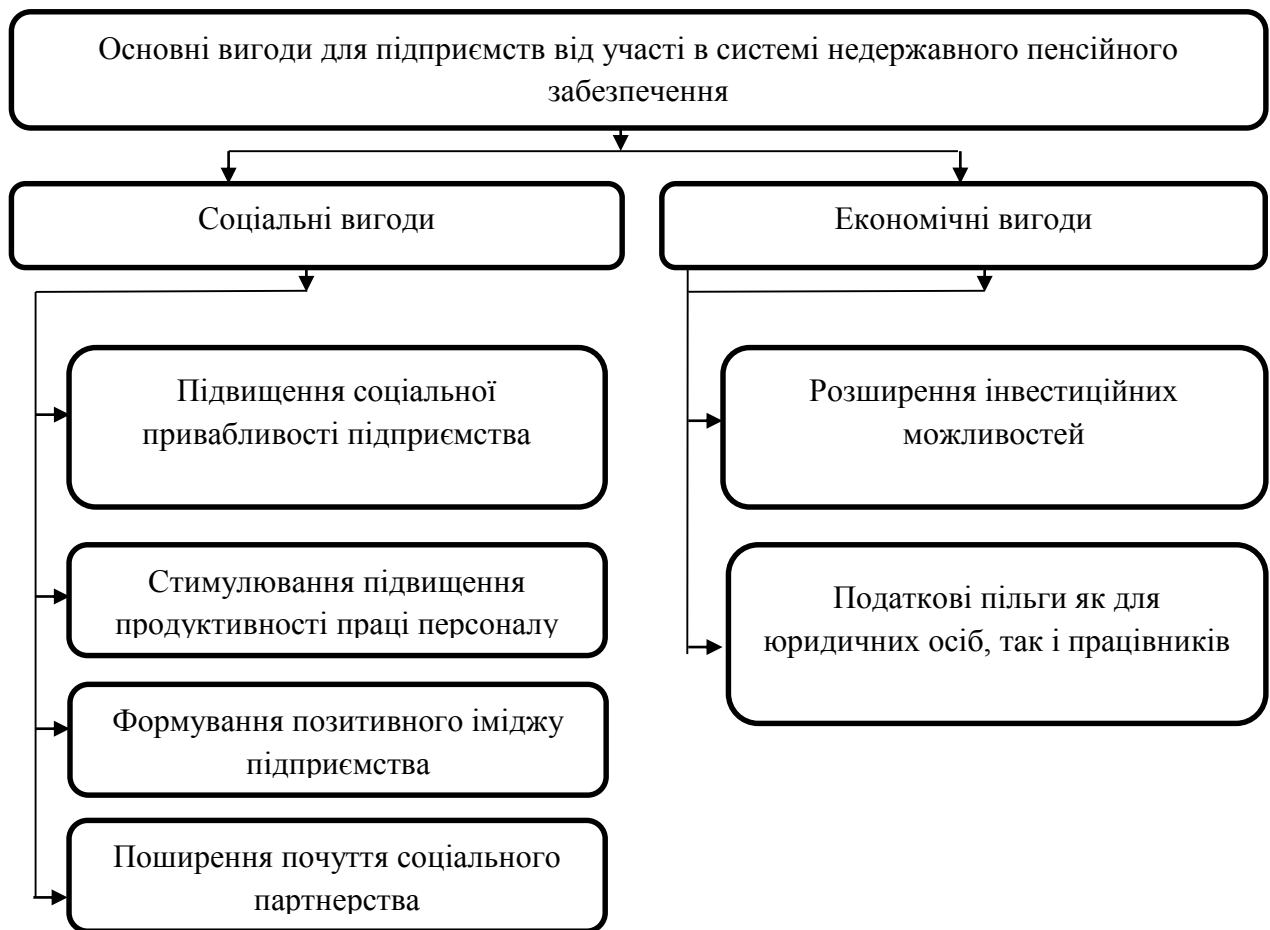 Основні вигоди для підприємств від участі в системі недержавного пенсійного
забезпечення
Соціальні вигоди
Економічні вигоди
Підвищення соціальної
привабливості підприємства
Розширення інвестиційних
можливостей
Стимулювання підвищення
продуктивності праці персоналу
Податкові пільги як для
юридичних осіб, так і працівників
Формування позитивного іміджу
підприємства
Поширення почуття соціального
партнерства